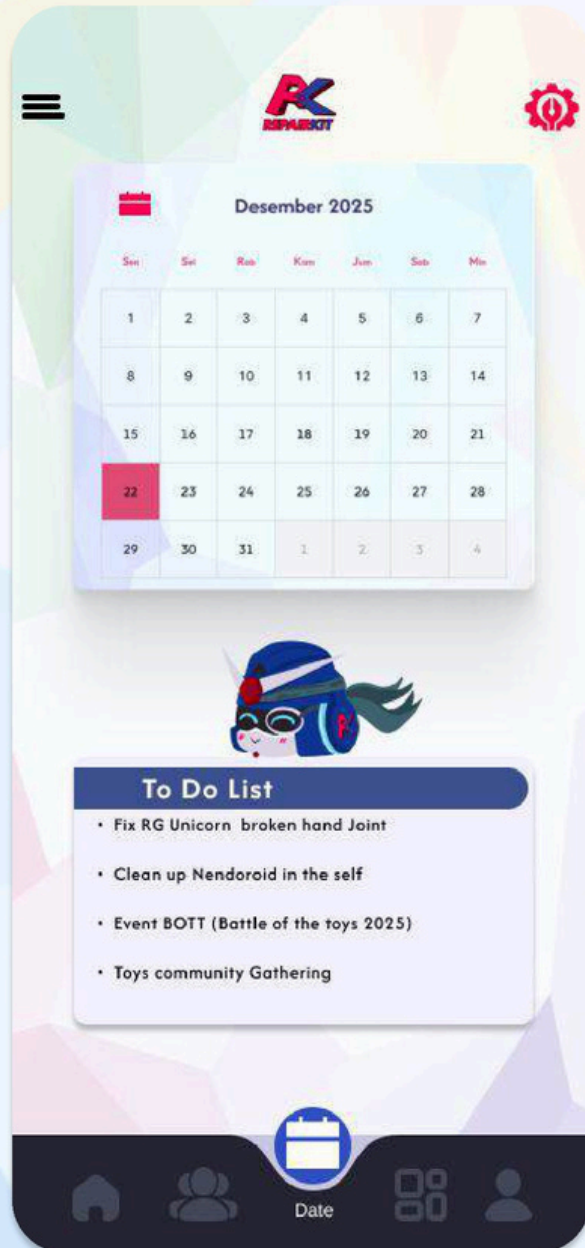 RK
REPAIRKIT
Desember 2025
Sen Sel Rab Kam Jum Sab Min
1 2 3 4 5 6 7
8 9 10 11 12 13 14
15 16 17 18 19 20 21
22 23 24 25 26 27 28
29 30 31 1 2 3 4
RK
To Do List
• Fix RG Unicorn broken hand Joint
• Clean up Nendoroid in the self
• Event BOTT (Battle of the toys 2025)
• Toys community Gathering
Date